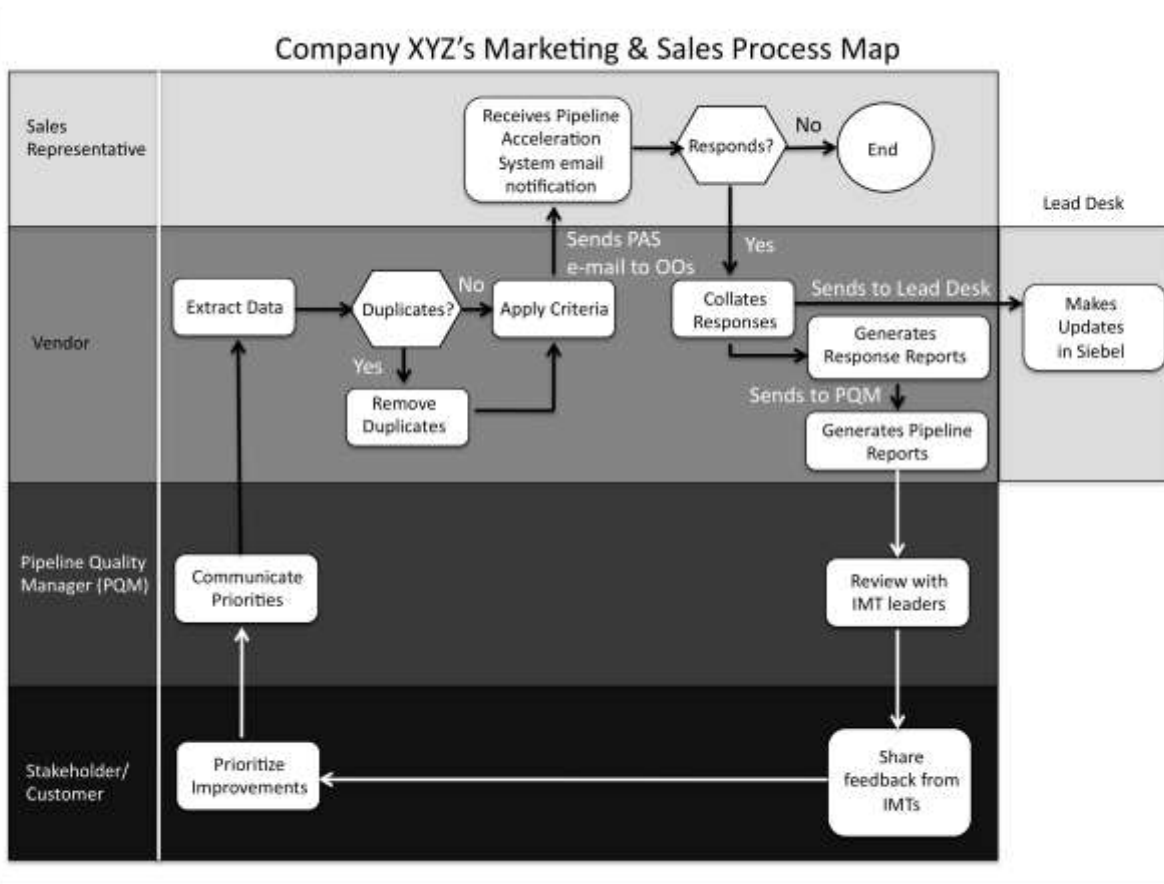 Company XYZ's Marketing & Sales Process Map
Sales
Representative
Receives Pipeline
Acceleration
System email
notification
Responds?
No
End
Lead Desk
Sends PAS
e-mail to OOs
Yes
Vendor
Extract Data
Duplicates?
No
Apply Criteria
Yes
Remove
Duplicates
Collates
Responses
Sends to Lead Desk
Makes
Updates
in Siebel
Generates
Response Reports
Sends to PQM
Generates Pipeline
Reports
Pipeline Quality
Manager (PQM)
Communicate
Priorities
Review with
IMT leaders
Stakeholder/
Customer
Prioritize
Improvements
Share
feedback from
IMTs